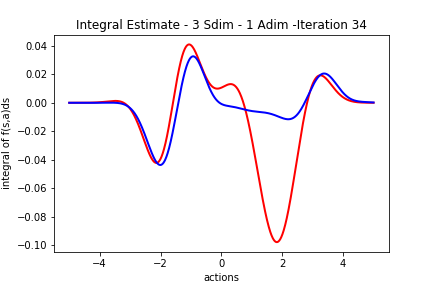 Integral Estimate - 3 Sdim - 1 Adim -Iteration 34
integral of f(s,a)ds
0.04
0.02
0.00
−0.02
−0.04
−0.06
−0.08
−0.10
−4 −2 0 2 4
actions